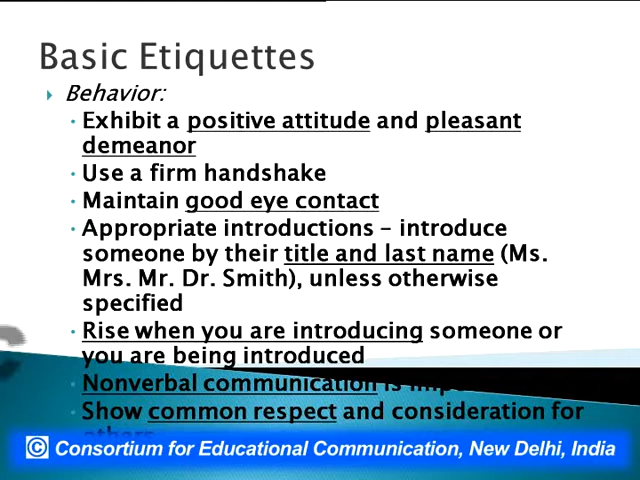 Basic Etiquettes
Behavior:
• Exhibit a positive attitude and pleasant
demeanor
• Use a firm handshake
• Maintain good eye contact
• Appropriate introductions – introduce
someone by their title and last name (Ms.
Mrs. Mr. Dr. Smith), unless otherwise
specified
• Rise when you are introducing someone or
you are being introduced
• Nonverbal communication is
• Show common respect and consideration for
others
© Consortium for Educational Communication, New Delhi, India